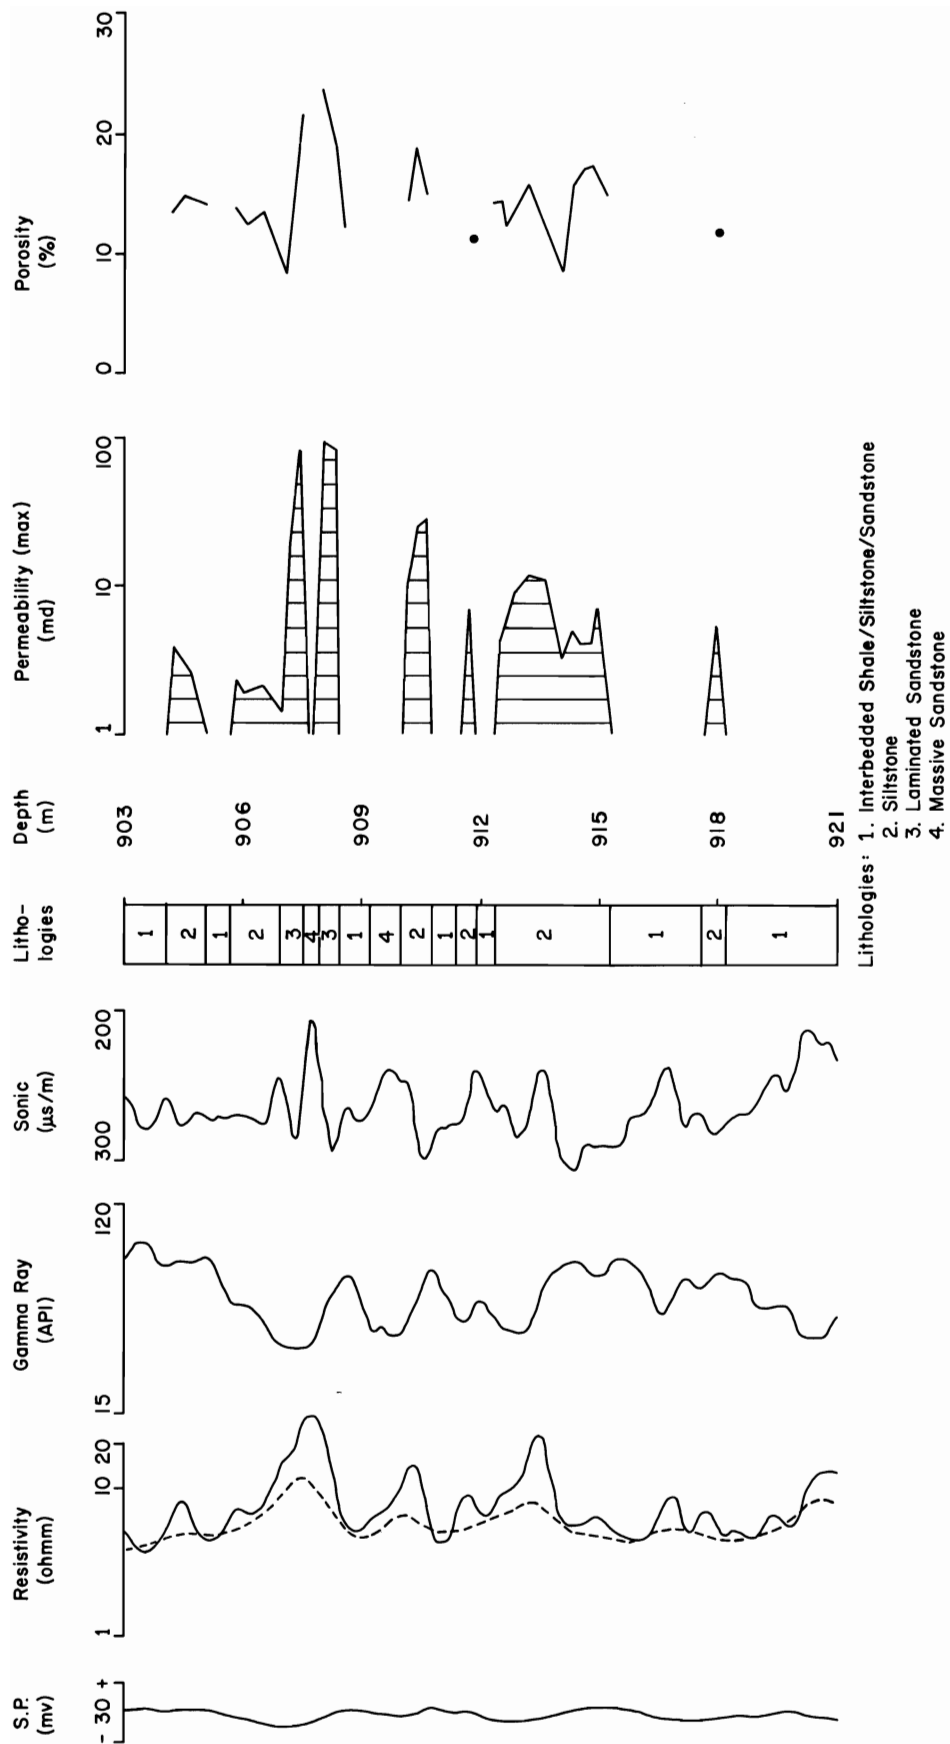 Porosity
(%)
30
20
10
0
Permeability (max)
(md)
100
10
1
Depth
(m)
903
906
909
912
915
918
921
Litho-
logies
1
2
1
2
3
4
3
1
4
2
1
2
1
2
1
2
1
Lithologies: 1. Interbedded Shale/Siltstone/Sandstone
2. Siltstone
3. Laminated Sandstone
4. Massive Sandstone
Sonic
(µs/m)
200
300
Gamma Ray
(API)
120
15
Resistivity
(ohmm)
20
10
1
S.P.
(mv)
- 30 +